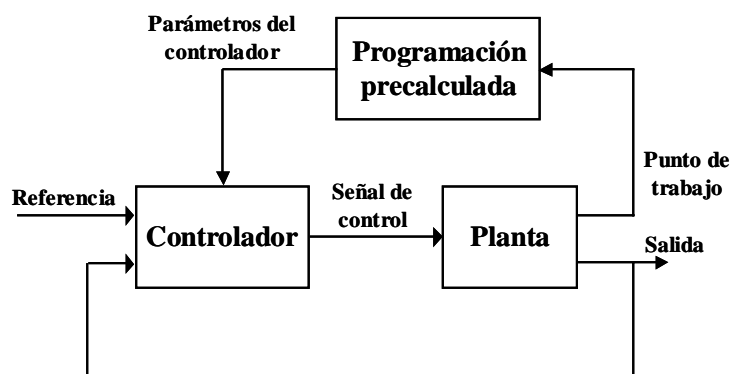 Parámetros del
controlador
Programación
precalculada
Punto de
trabajo
Referencia
Controlador
Señal de
control
Planta
Salida